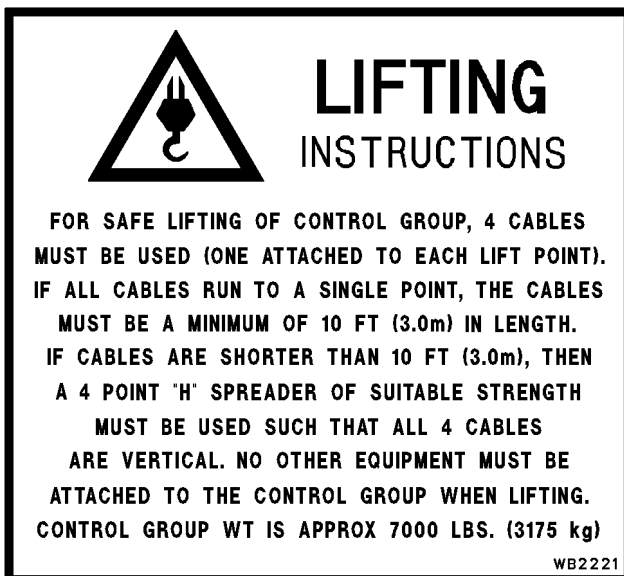 LIFTING
INSTRUCTIONS
FOR SAFE LIFTING OF CONTROL GROUP, 4 CABLES
MUST BE USED (ONE ATTACHED TO EACH LIFT POINT).
IF ALL CABLES RUN TO A SINGLE POINT, THE CABLES
MUST BE A MINIMUM OF 10 FT (3.0m) IN LENGTH.
IF CABLES ARE SHORTER THAN 10 FT (3.0m), THEN
A 4 POINT "H" SPREADER OF SUITABLE STRENGTH
MUST BE USED SUCH THAT ALL 4 CABLES
ARE VERTICAL. NO OTHER EQUIPMENT MUST BE
ATTACHED TO THE CONTROL GROUP WHEN LIFTING.
CONTROL GROUP WT IS APPROX 7000 LBS. (3175 kg)
WB2221